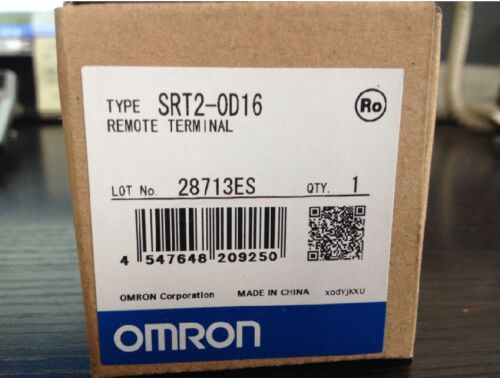 TYPE SRT2-OD16
REMOTE TERMINAL
Ro
LOT No. 28713ES QTY. 1
4 547648 209250
OMRON Corporation MADE IN CHINA xodYjKXU
OMRON